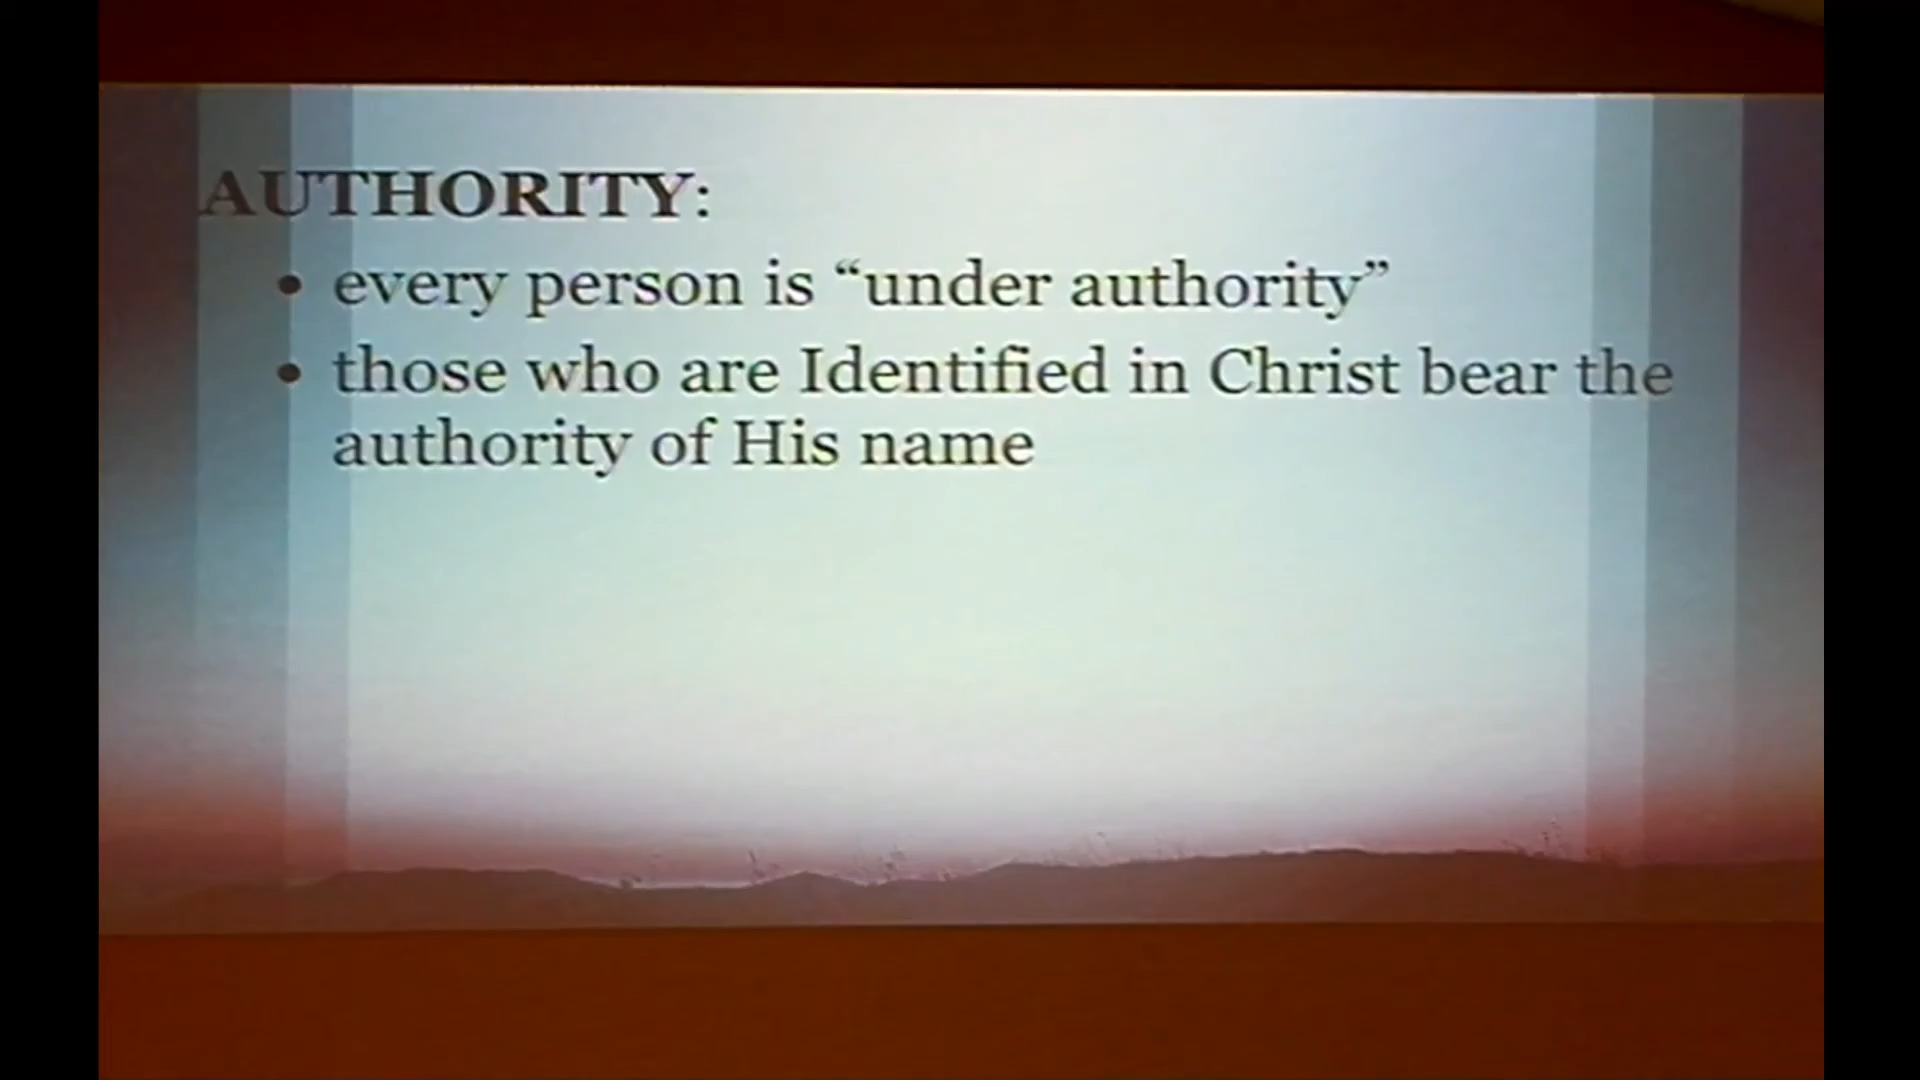 AUTHORITY:
• every person is “under authority”
• those who are Identified in Christ bear the
authority of His name